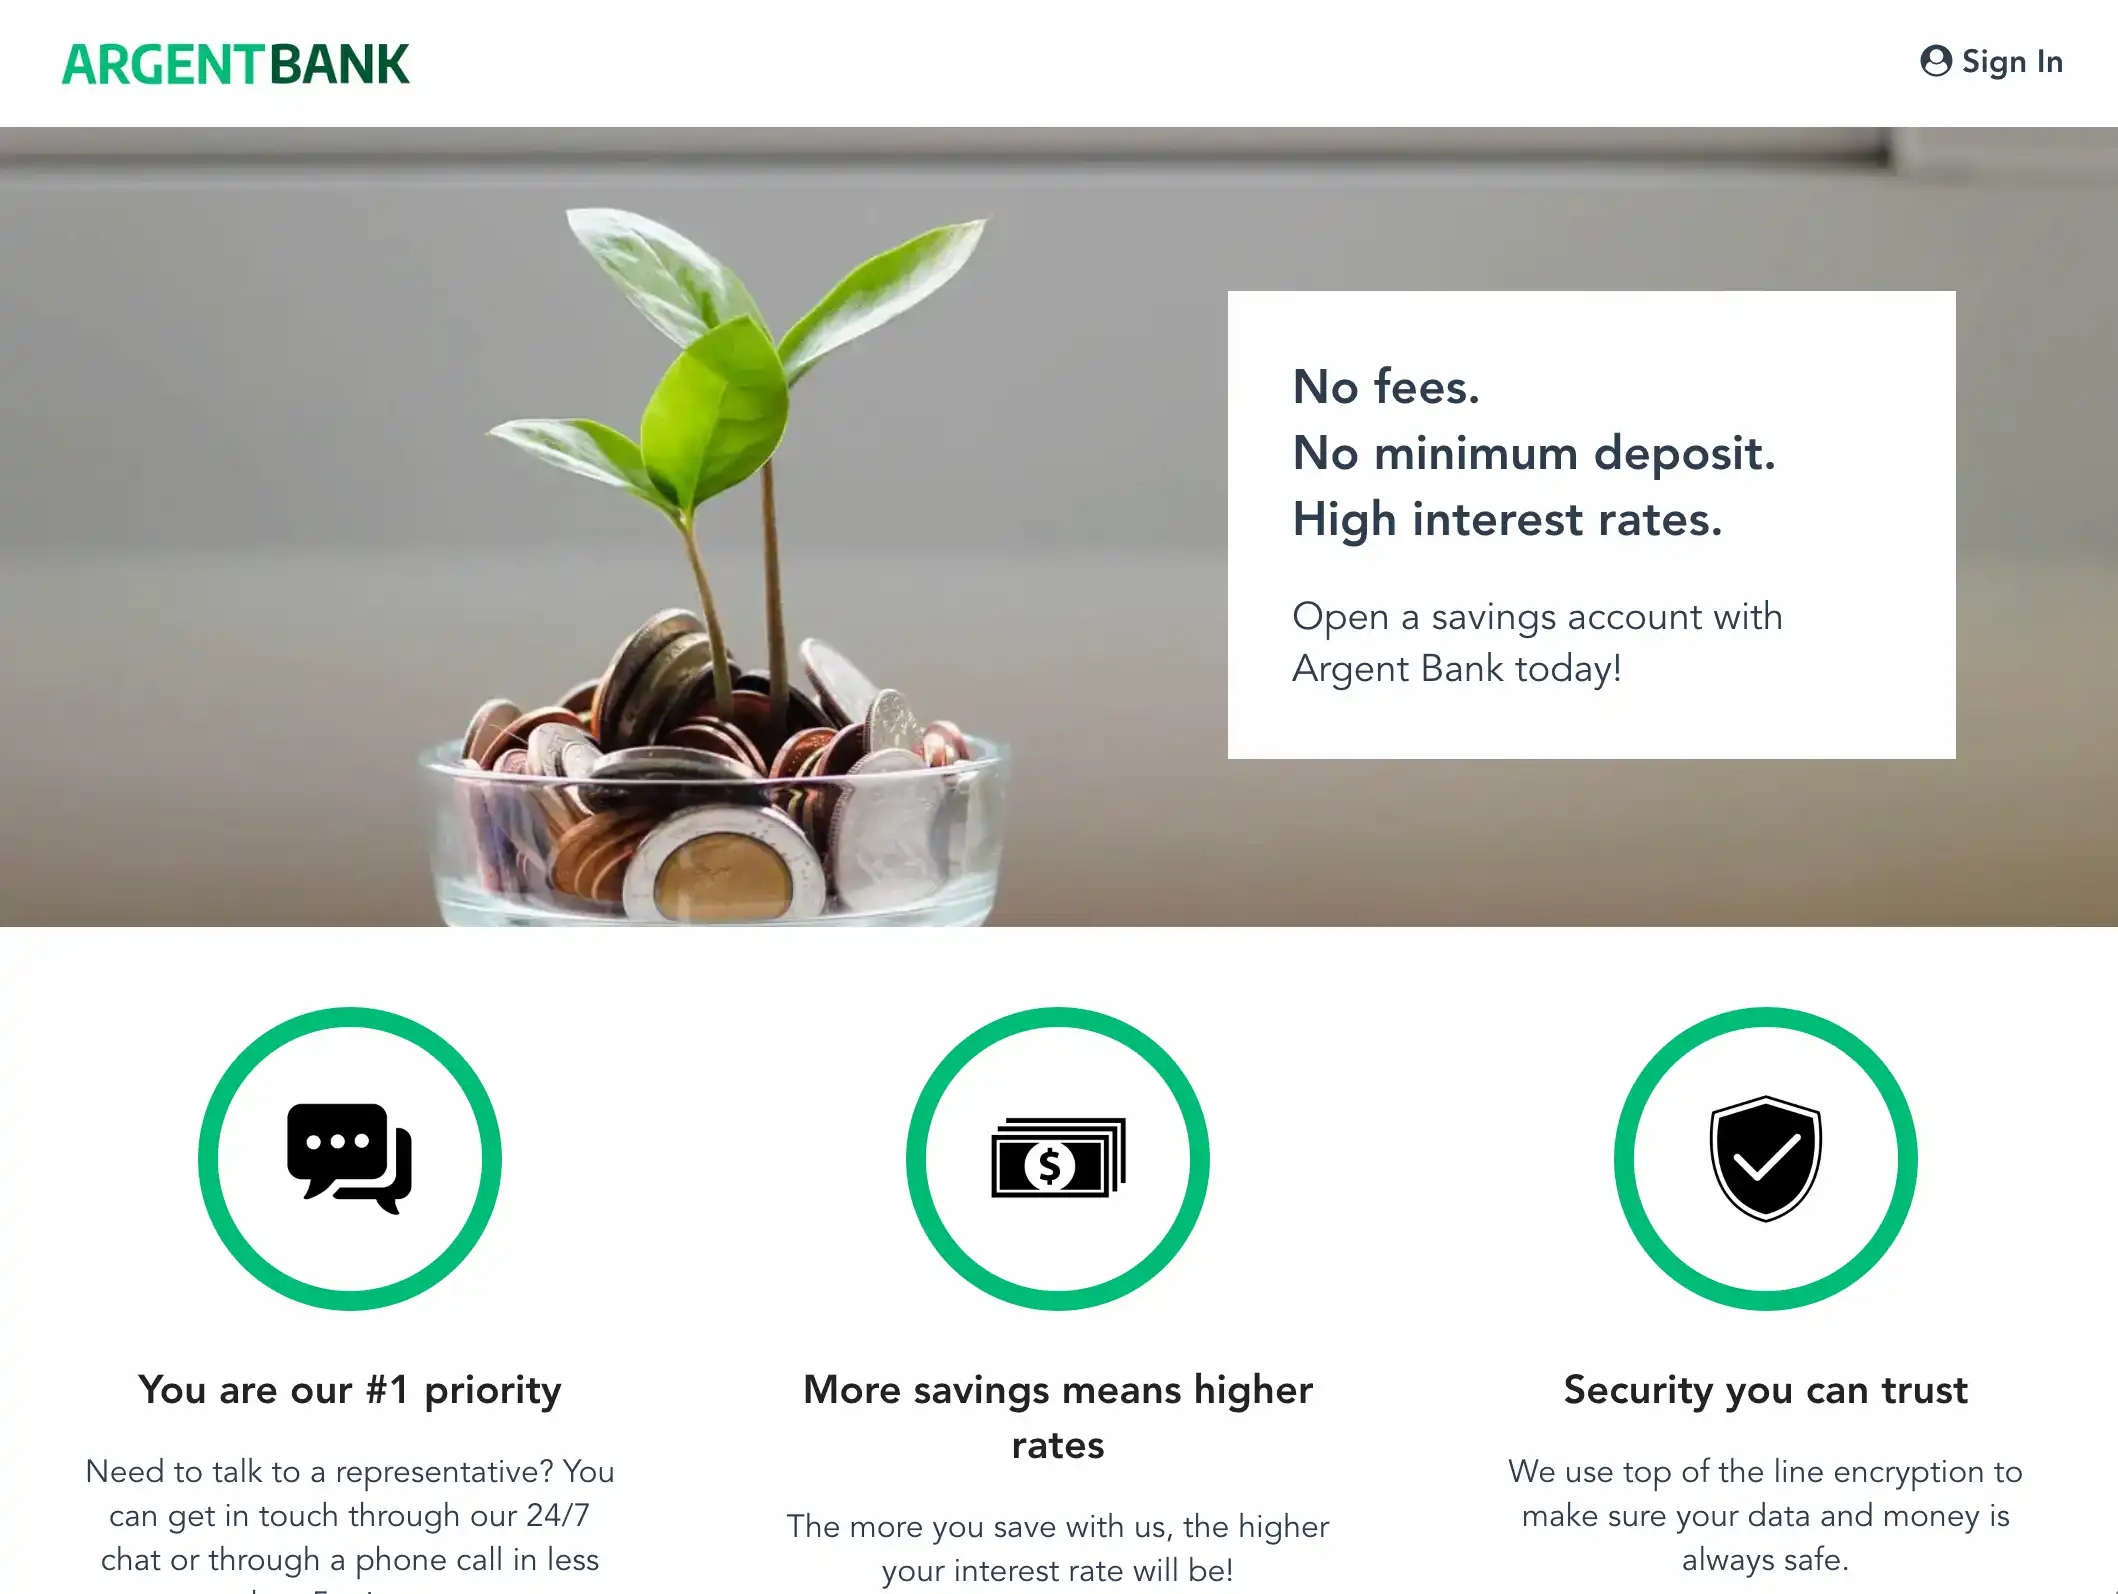 ARGENTBANK
Sign In
No fees.
No minimum deposit.
High interest rates.
Open a savings account with
Argent Bank today!
$
You are our #1 priority
Need to talk to a representative? You
can get in touch through our 24/7
chat or through a phone call in less
More savings means higher
rates
The more you save with us, the higher
your interest rate will be!
Security you can trust
We use top of the line encryption to
make sure your data and money is
always safe.